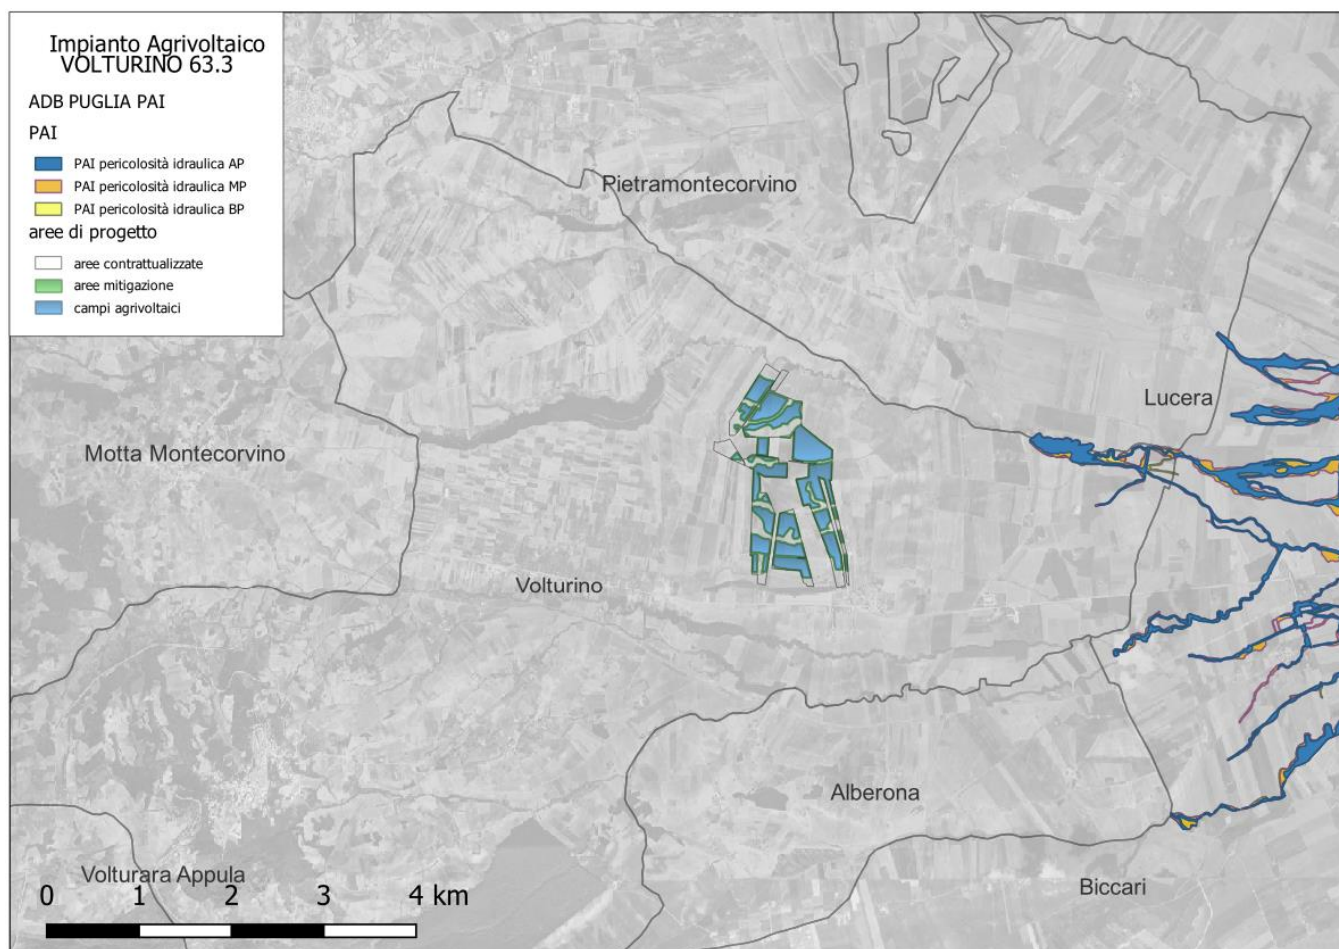 Impianto Agrivoltaico
VOLTURINO 63.3
ADB PUGLIA PAI
PAI
PAI pericolosità idraulica AP
PAI pericolosità idraulica MP
PAI pericolosità idraulica BP
aree di progetto
aree contrattualizzate
aree mitigazione
campi agrivoltaici
Pietramontecorvino
Lucera
Motta Montecorvino
Volturino
Alberona
Volturara Appula
Biccari
0 1 2 3 4 km